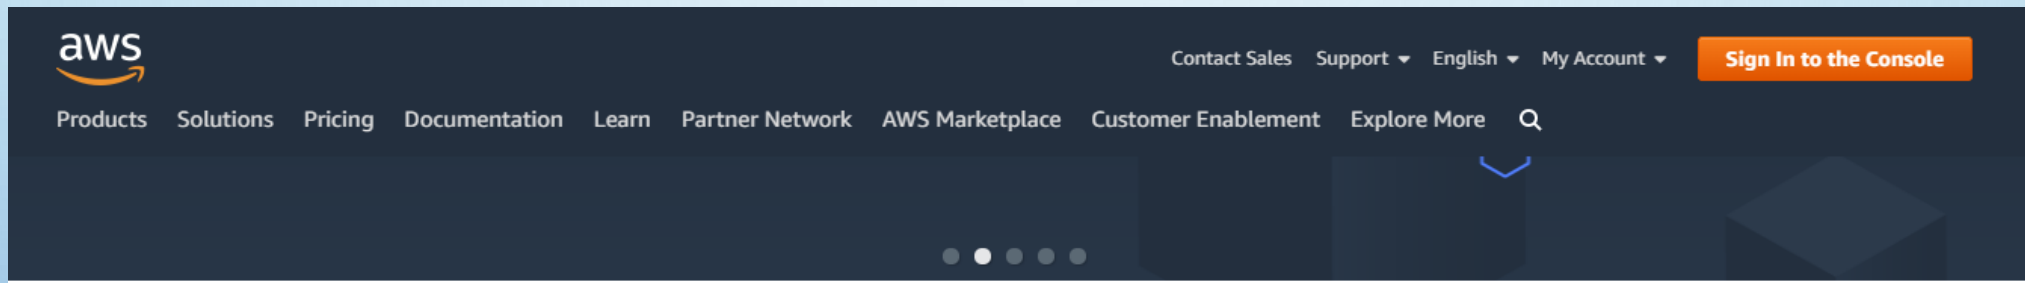 aws
Contact Sales Support English My Account Sign In to the Console
Products Solutions Pricing Documentation Learn Partner Network AWS Marketplace Customer Enablement Explore More